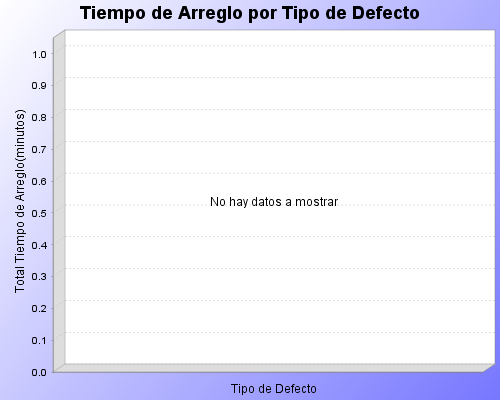 Tiempo de Arreglo por Tipo de Defecto
Total Tiempo de Arreglo(minutos)
1.0
0.9
0.8
0.7
0.6
0.5
0.4
0.3
0.2
0.1
0.0
No hay datos a mostrar
Tipo de Defecto